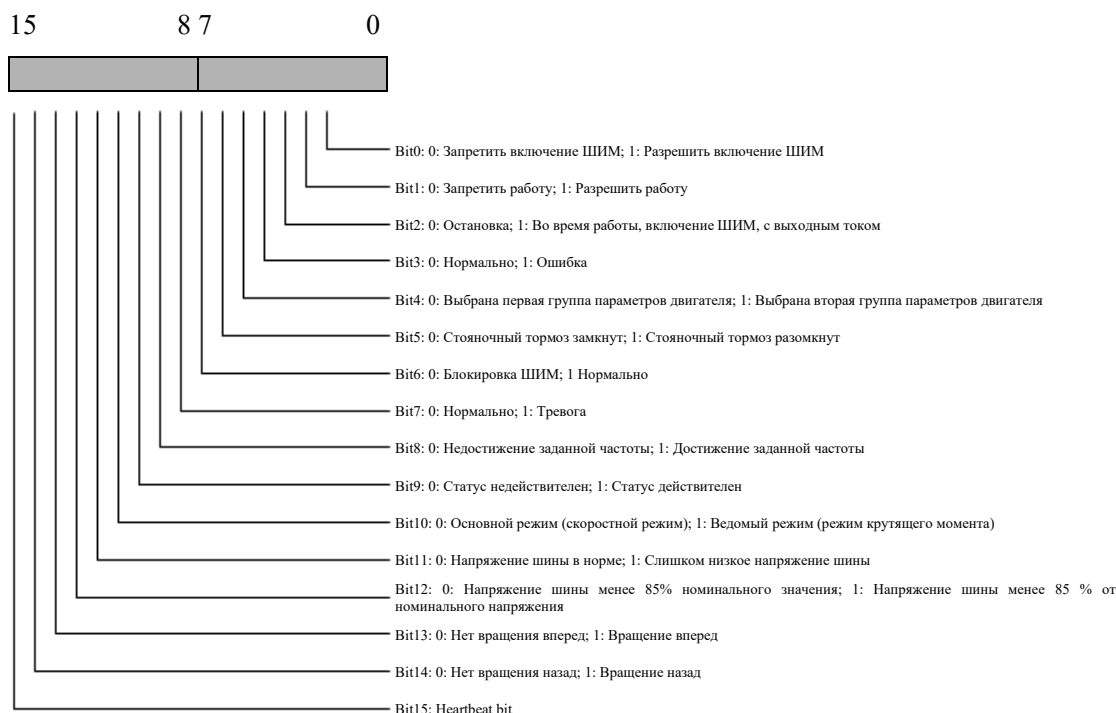 15 8 7 0
Bit0: 0: Запретить включение ШИМ; 1: Разрешить включение ШИМ
Bit1: 0: Запретить работу; 1: Разрешить работу
Bit2: 0: Остановка; 1: Во время работы, включение ШИМ, с выходным током
Bit3: 0: Нормально; 1: Ошибка
Bit4: 0: Выбрана первая группа параметров двигателя; 1: Выбрана вторая группа параметров двигателя
Bit5: 0: Стояночный тормоз замкнут; 1: Стояночный тормоз разомкнут
Bit6: 0: Блокировка ШИМ; 1 Нормально
Bit7: 0: Нормально; 1: Тревога
Bit8: 0: Недостижение заданной частоты; 1: Достижение заданной частоты
Bit9: 0: Статус недействителен; 1: Статус действителен
Bit10: 0: Основной режим (скоростной режим); 1: Ведомый режим (режим крутящего момента)
Bit11: 0: Напряжение шины в норме; 1: Слишком низкое напряжение шины
Bit12: 0: Напряжение шины менее 85% номинального значения; 1: Напряжение шины менее 85 % от
номинального напряжения
Bit13: 0: Нет вращения вперед; 1: Вращение вперед
Bit14: 0: Нет вращения назад; 1: Вращение назад
Bit15: Heartbeat bit